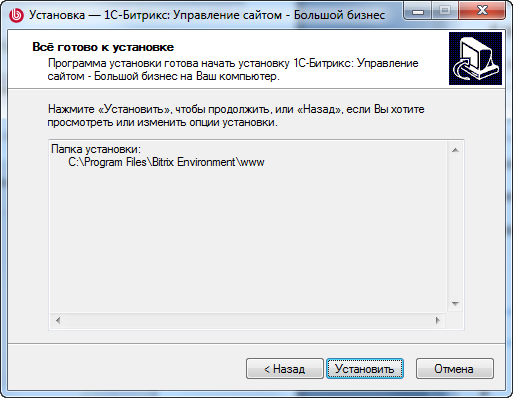 Установка — 1С-Битрикс: Управление сайтом - Большой бизнес
Всё готово к установке
Программа установки готова начать установку 1С-Битрикс: Управление
сайтом - Большой бизнес на Ваш компьютер.
Нажмите «Установить», чтобы продолжить, или «Назад», если Вы хотите
просмотреть или изменить опции установки.
Папка установки:
C:\Program Files\Bitrix Environment\www
< Назад
Установить
Отмена